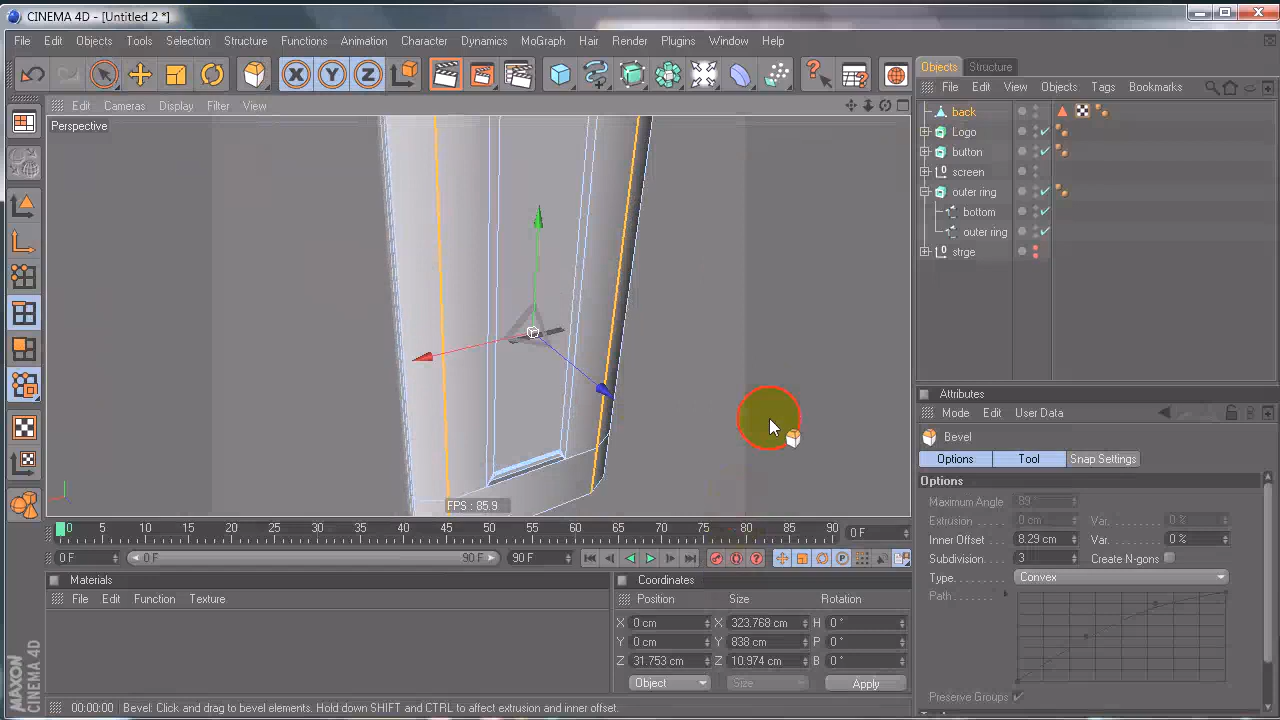 CINEMA 4D - [Untitled 2 *]
File Edit Objects Tools Selection Structure Functions Animation Character Dynamics MoGraph Hair Render Plugins Window Help
X Y Z
Objects Structure
Edit Cameras Display Filter View
File Edit View Objects Tags Bookmarks
Perspective
back
Logo
button
screen
outer ring
bottom
outer ring
strge
Attributes
Mode Edit User Data
Bevel
Options Tool Snap Settings
Options
Maximum Angle 89 °
Extrusion 0 cm Var. 0 %
Inner Offset 8.29 cm Var. 0 %
Subdivision 3 Create N-gons
Type Convex
Path
Preserve Groups
FPS : 85.9
0 5 10 15 20 25 30 35 40 45 50 55 60 65 70 75 80 85 90 0 F
0 F 0 F 90 F 90 F
Materials
File Edit Function Texture
Coordinates
Position Size Rotation
X 0 cm X 323.768 cm H 0 °
Y 0 cm Y 838 cm P 0 °
Z 31.753 cm Z 10.974 cm B 0 °
Object Size Apply
MAXON CINEMA 4D
00:00:00 Bevel: Click and drag to bevel elements. Hold down SHIFT and CTRL to affect extrusion and inner offset.